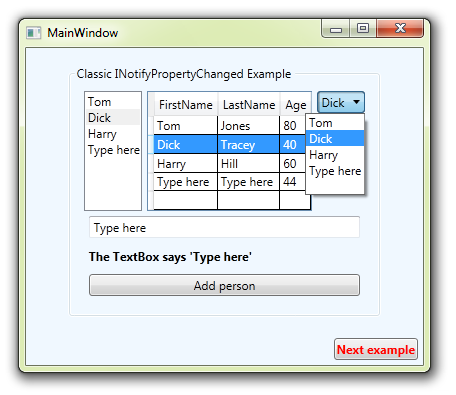 MainWindow
Classic INotifyPropertyChanged Example
Tom
Dick
Harry
Type here
FirstName LastName Age
Tom Jones 80
Dick Tracey 40
Harry Hill 60
Type here Type here 44
Dick
Tom
Dick
Harry
Type here
Type here
The TextBox says 'Type here'
Add person
Next example